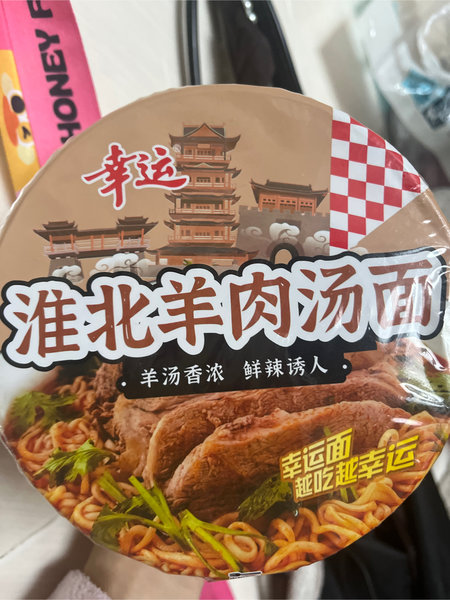 HONEY F
幸运
淮北羊肉汤面
·羊汤香浓 鲜辣诱人·
幸运面
越吃越幸运